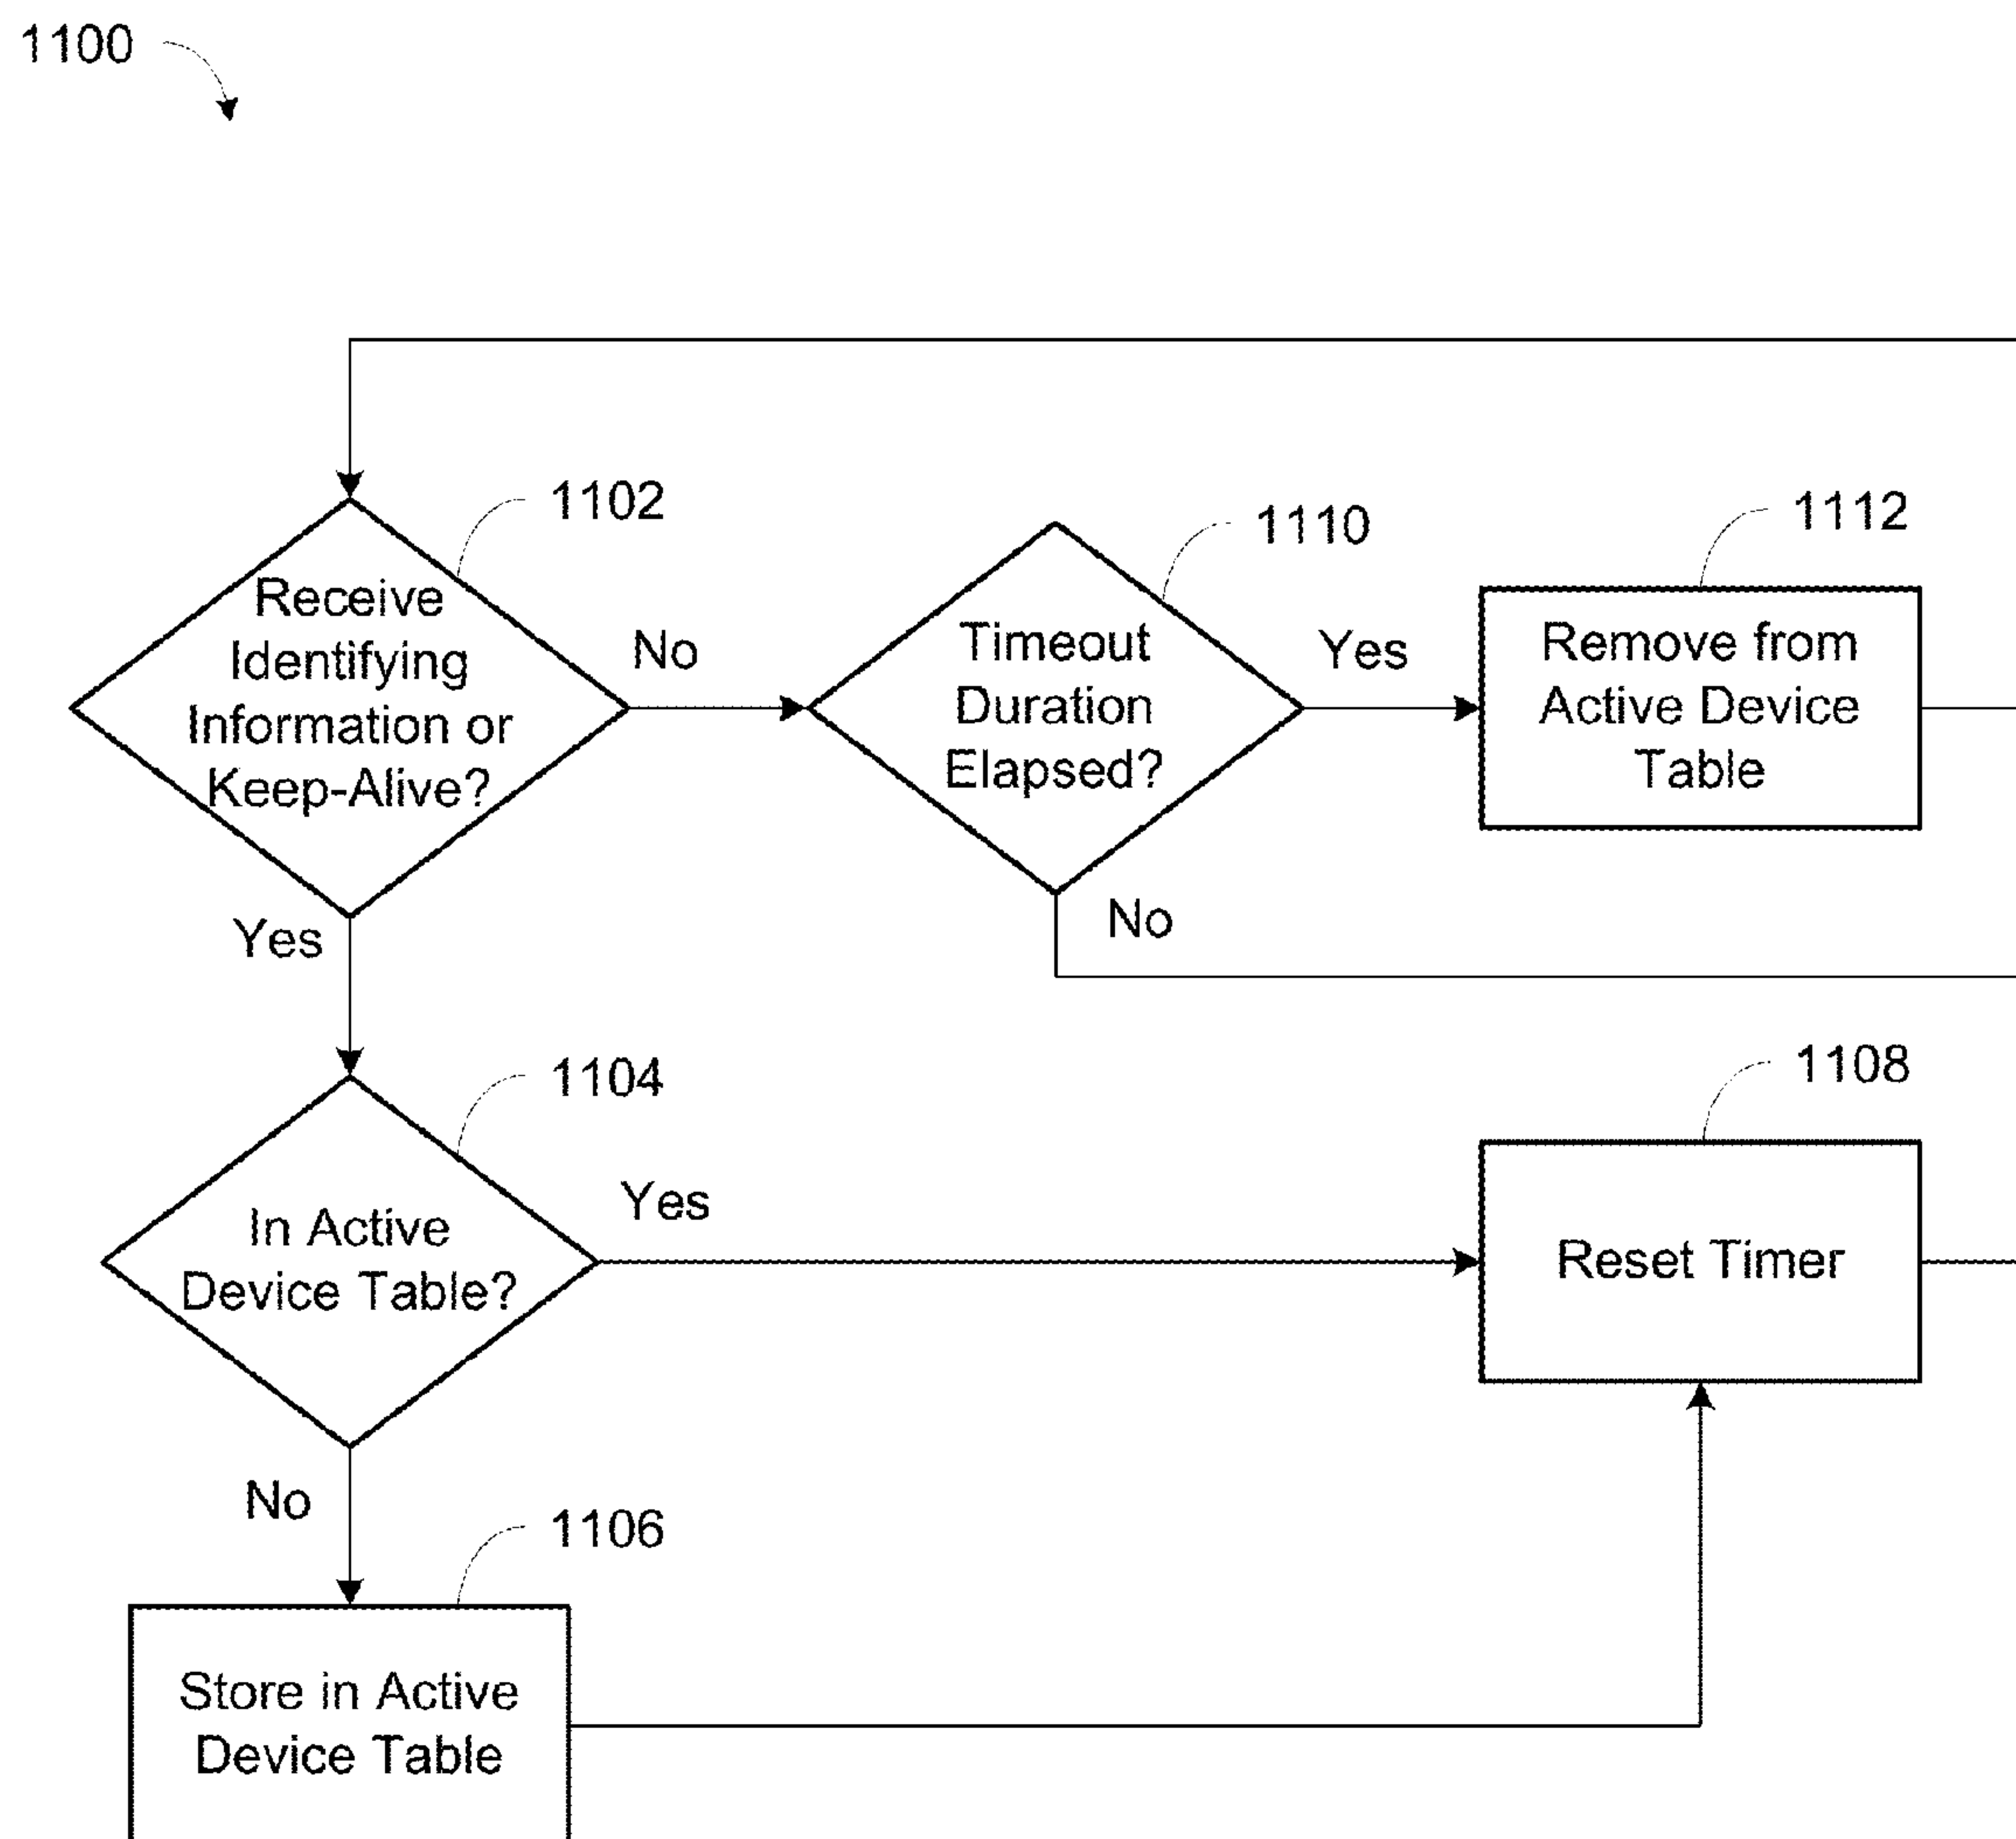 1100
1102
Receive
Identifying
Information or
Keep-Alive?
No
1110
Timeout
Duration
Elapsed?
Yes
1112
Remove from
Active Device
Table
Yes
No
1104
In Active
Device Table?
Yes
1108
Reset Timer
No
1106
Store in Active
Device Table